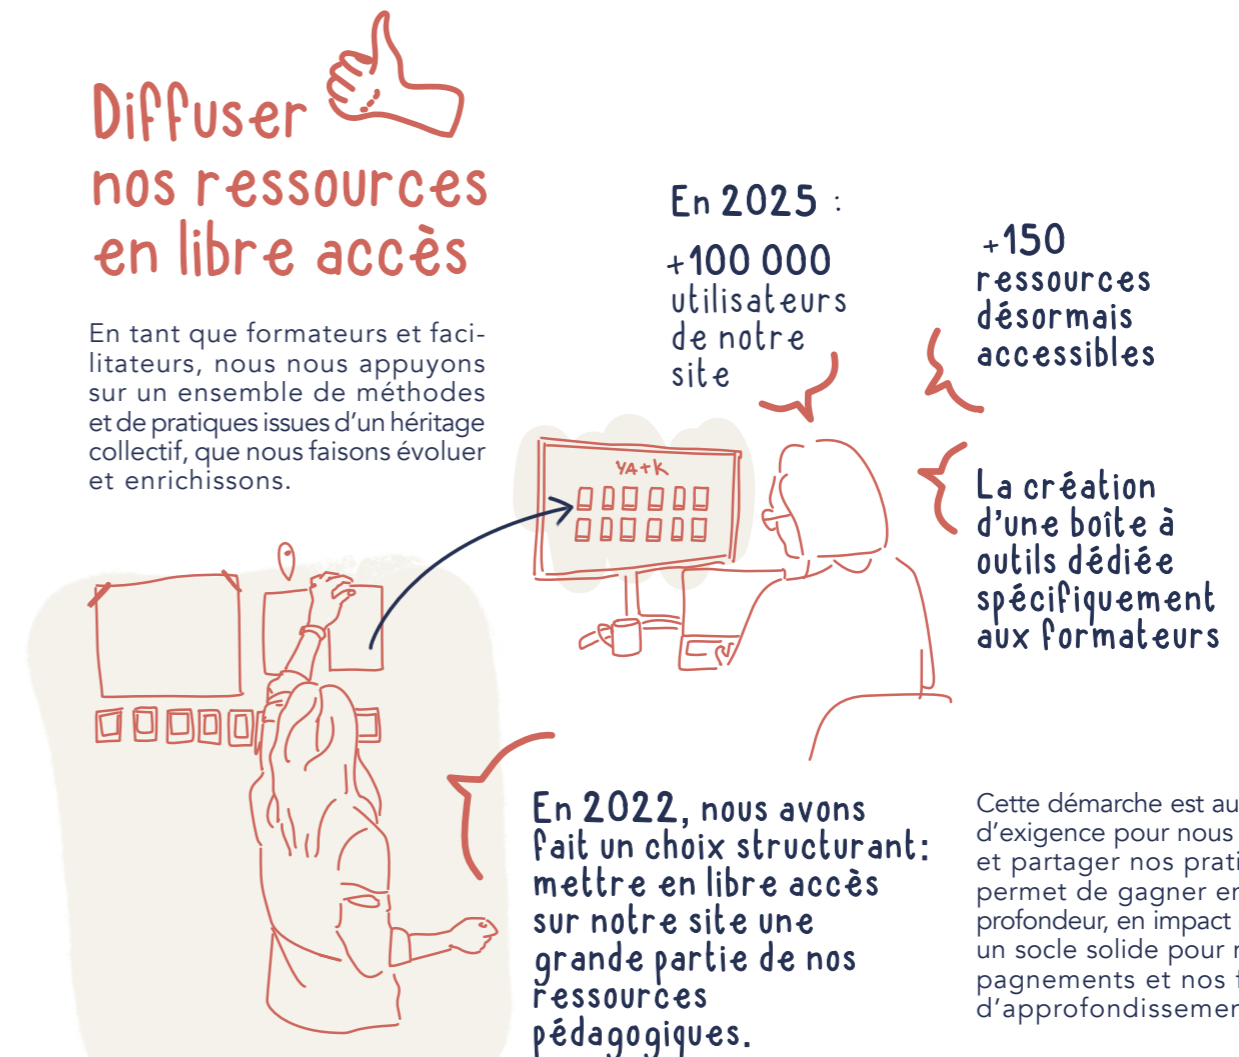 Diffuser
nos ressources
en libre accès
En tant que formateurs et faci-
litateurs, nous nous appuyons
sur un ensemble de méthodes
et de pratiques issues d'un héritage
collectif, que nous faisons évoluer
et enrichissons.
En 2025 :
+100 000
utilisateurs
de notre
site
+150
ressources
désormais
accessibles
YA+K
La création
d'une boîte à
outils dédiée
spécifiquement
aux formateurs
En 2022, nous avons
fait un choix structurant:
mettre en libre accès
sur notre site une
grande partie de nos
ressources
pédagogiques.
Cette démarche est
d'exigence pour nous
et partager nos
permet de gagner
profondeur, en impact
un socle solide pour
pagnements et nos